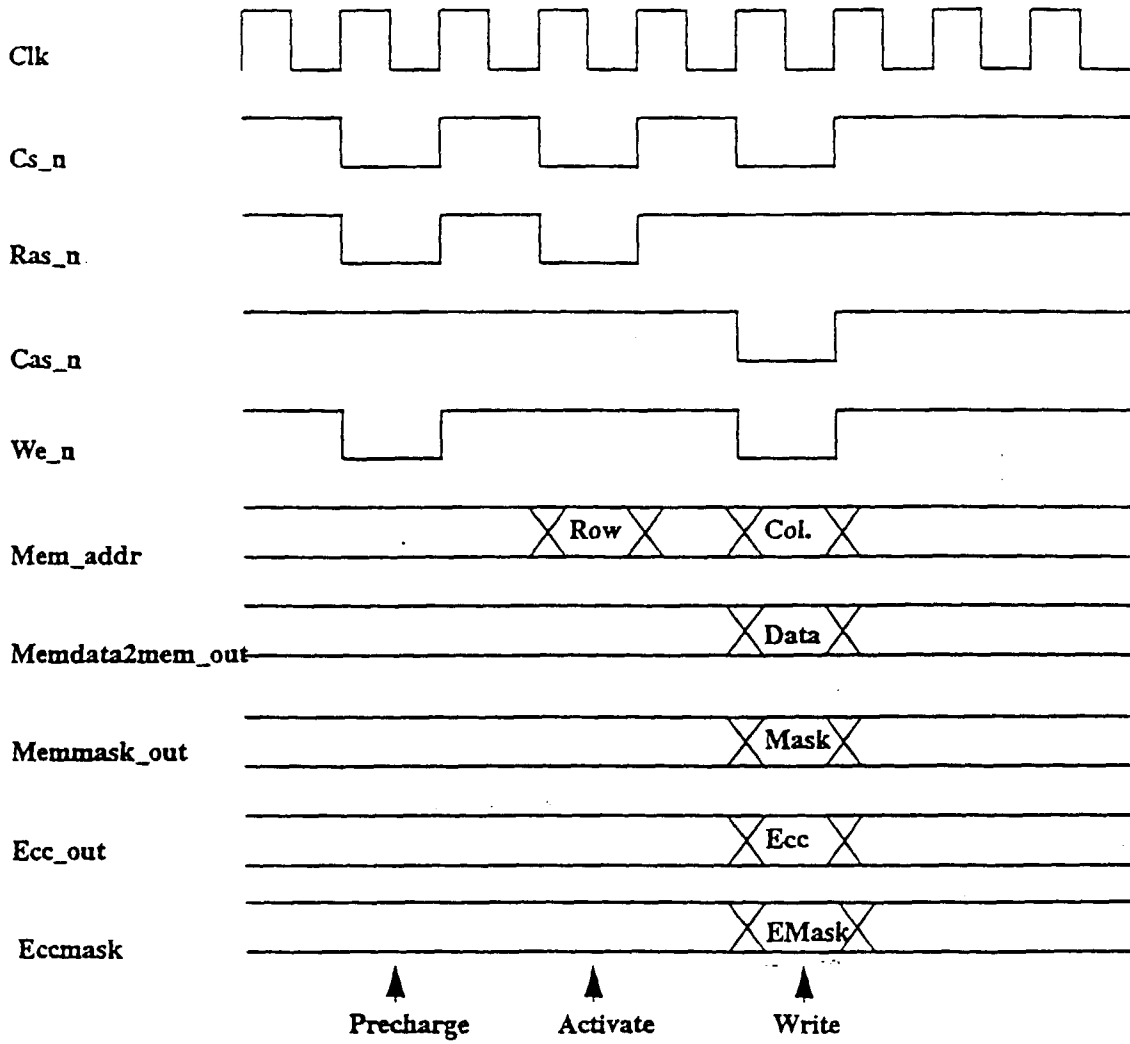 Clk
Cs_n
Ras_n
Cas_n
We_n
Mem_addr Row Col.
Memdata2mem_out Data
Memmask_out Mask
Ecc_out Ecc
Eccmask EMask
Precharge Activate Write